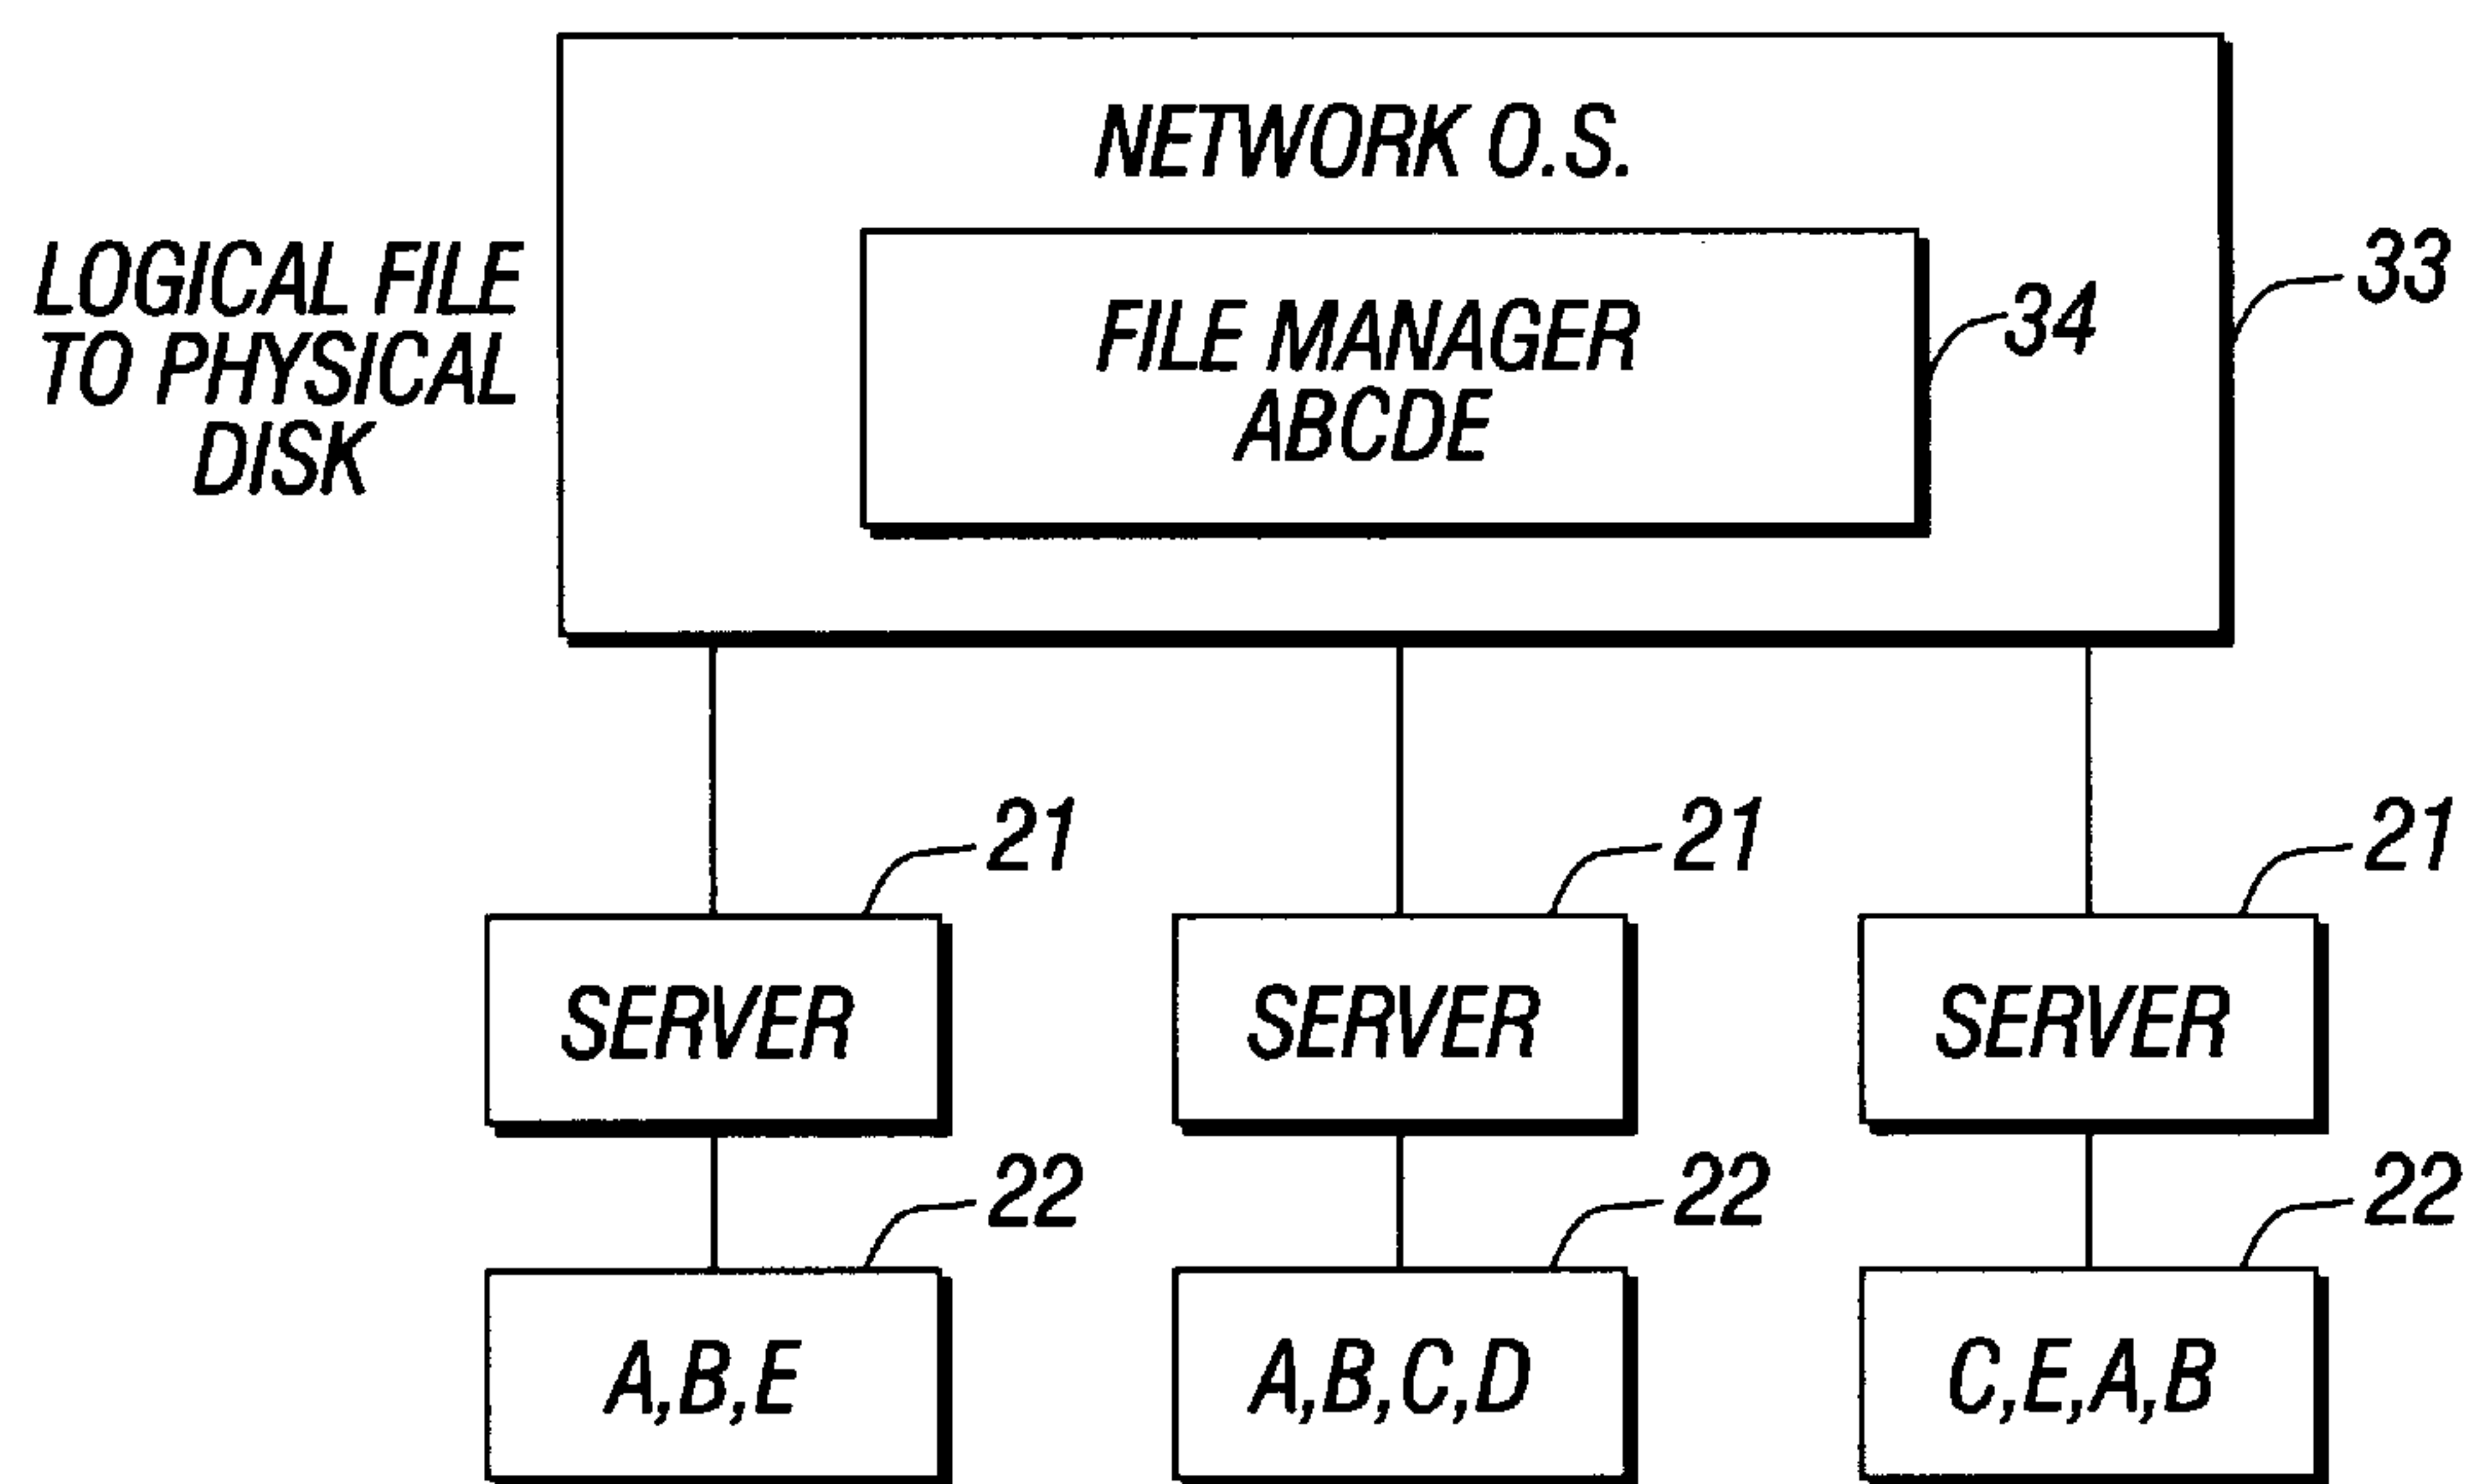 NETWORK O.S.
LOGICAL FILE
TO PHYSICAL
DISK
FILE MANAGER
ABCDE
34
33
21
21
21
SERVER
SERVER
SERVER
22
22
22
A,B,E
A,B,C,D
C,E,A,B